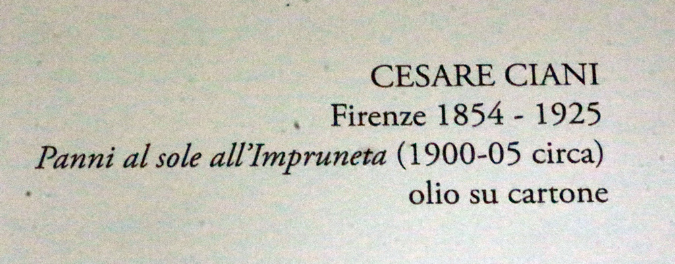 CESARE CIANI
Firenze 1854 - 1925
Panni al sole all'Impruneta (1900-05 circa)
olio su cartone